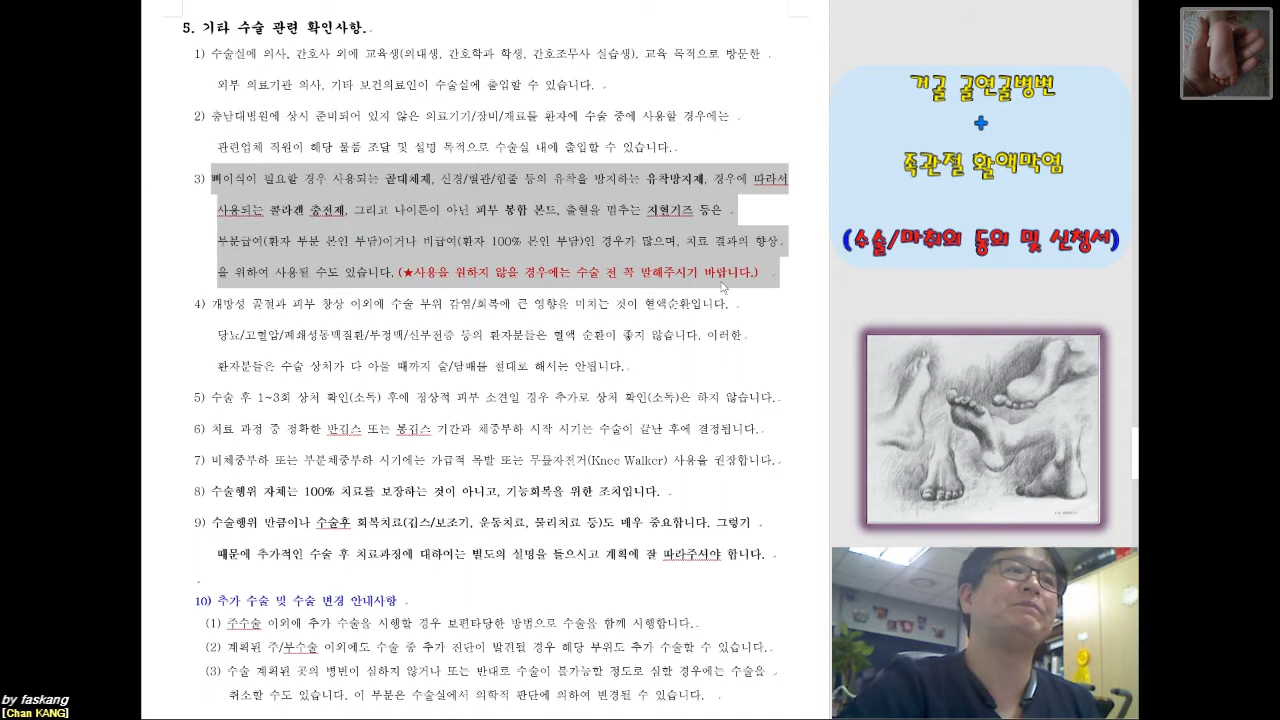 5. 기타 수술 관련 확인사항.
1) 수술실에 의사, 간호사 외에 교육생(의대생, 간호학과 학생, 간호조무사 실습생), 교육 목적으로 방문한
외부 의료기관 의사, 기타 보건의료인이 수술실에 출입할 수 있습니다.
2) 충남대병원에 상시 준비되어 있지 않은 의료기기/장비/재료를 환자에 수술 중에 사용할 경우에는
관련업체 직원이 해당 물품 조달 및 설명 목적으로 수술실 내에 출입할 수 있습니다.
3) 뼈이식이 필요한 경우 사용되는 골대체제, 신경/혈관/힘줄 등의 유착을 방지하는 유착방지제, 경우에 따라서
사용되는 콜라겐 충전제, 그리고 나이론이 아닌 피부 봉합 본드, 출혈을 멈추는 지혈거즈 등은
부분급여(환자 부분 본인 부담)이거나 비급여(환자 100% 본인 부담)인 경우가 많으며, 치료 결과의 향상
을 위하여 사용될 수도 있습니다. (★사용을 원하지 않을 경우에는 수술 전 꼭 말해주시기 바랍니다.)
4) 개방성 골절과 피부 창상 이외에 수술 부위 감염/회복에 큰 영향을 미치는 것이 혈액순환입니다.
당뇨/고혈압/폐쇄성동맥질환/부정맥/신부전증 등의 환자분들은 혈액 순환이 좋지 않습니다. 이러한
환자분들은 수술 상처가 다 아물 때까지 술/담배를 절대로 해서는 안됩니다.
5) 수술 후 1~3회 상처 확인(소독) 후에 정상적 피부 소견일 경우 추가로 상처 확인(소독)은 하지 않습니다.
6) 치료 과정 중 정확한 반깁스 또는 통깁스 기간과 체중부하 시작 시기는 수술이 끝난 후에 결정됩니다.
7) 비체중부하 또는 부분체중부하 시기에는 가급적 목발 또는 무릎자전거(Knee Walker) 사용을 권장합니다.
8) 수술행위 자체는 100% 치료를 보장하는 것이 아니고, 기능회복을 위한 조치입니다.
9) 수술행위 만큼이나 수술후 회복치료(깁스/보조기, 운동치료, 물리치료 등)도 매우 중요합니다. 그렇기
때문에 추가적인 수술 후 치료과정에 대하여는 별도의 설명을 들으시고 계획에 잘 따라주셔야 합니다.
10) 추가 수술 및 수술 변경 안내사항
(1) 주수술 이외에 추가 수술을 시행할 경우 보편타당한 방법으로 수술을 함께 시행합니다.
(2) 계획된 주/부수술 이외에도 수술 중 추가 진단이 발견될 경우 해당 부위도 추가 수술할 수 있습니다.
(3) 수술 계획된 곳의 병변이 심하지 않거나 또는 반대로 수술이 불가능할 정도로 심할 경우에는 수술을
취소할 수도 있습니다. 이 부분은 수술실에서 의학적 판단에 의하여 변경될 수 있습니다.
거골 골연골병변
+
족관절 활액막염
(수술/마취의 동의 및 신청서)
by faskang
[Chan KANG]